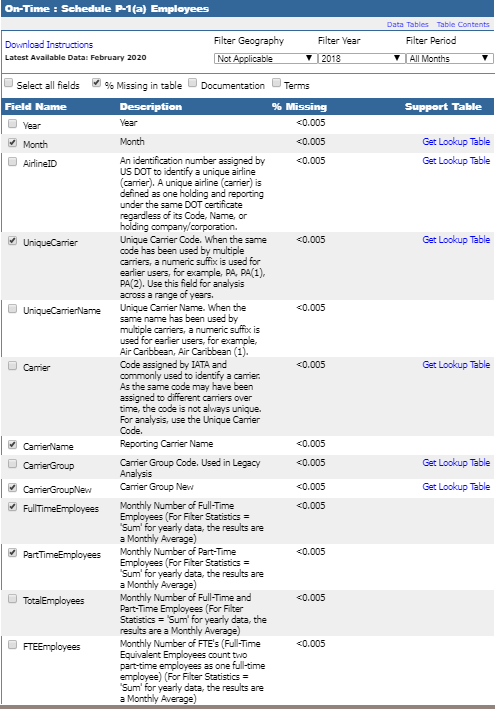 On-Time : Schedule P-1(a) Employees
Data Tables Table Contents
Download Instructions
Latest Available Data: February 2020
Filter Geography Filter Year Filter Period
Not Applicable 2018 All Months
Select all fields % Missing in table Documentation Terms
Field Name Description % Missing Support Table
Year Year <0.005
Month Month <0.005 Get Lookup Table
AirlineID An identification number assigned by <0.005 Get Lookup Table
US DOT to identify a unique airline
(carrier). A unique airline (carrier) is
defined as one holding and reporting
under the same DOT certificate
regardless of its Code, Name, or
holding company/corporation.
UniqueCarrier Unique Carrier Code. When the same <0.005 Get Lookup Table
code has been used by multiple
carriers, a numeric suffix is used for
earlier users, for example, PA, PA(1),
PA(2). Use this field for analysis
across a range of years.
UniqueCarrierName Unique Carrier Name. When the <0.005
same name has been used by
multiple carriers, a numeric suffix is
used for earlier users, for example,
Air Caribbean, Air Caribbean (1).
Carrier Code assigned by IATA and <0.005 Get Lookup Table
commonly used to identify a carrier.
As the same code may have been
assigned to different carriers over
time, the code is not always unique.
For analysis, use the Unique Carrier
Code.
CarrierName Reporting Carrier Name <0.005
CarrierGroup Carrier Group Code. Used in Legacy <0.005 Get Lookup Table
Analysis
CarrierGroupNew Carrier Group New <0.005 Get Lookup Table
FullTimeEmployees Monthly Number of Full-Time <0.005
Employees (For Filter Statistics =
'Sum' for yearly data, the results are
a Monthly Average)
PartTimeEmployees Monthly Number of Part-Time <0.005
Employees (For Filter Statistics =
'Sum' for yearly data, the results are
a Monthly Average)
TotalEmployees Monthly Number of Full-Time and <0.005
Part-Time Employees (For Filter
Statistics = 'Sum' for yearly data, the
results are a Monthly Average)
FTEEmployees Monthly Number of FTE's (Full-Time <0.005
Equivalent Employees count two
part-time employees as one full-time
employee) (For Filter Statistics =
'Sum' for yearly data, the results are
a Monthly Average)